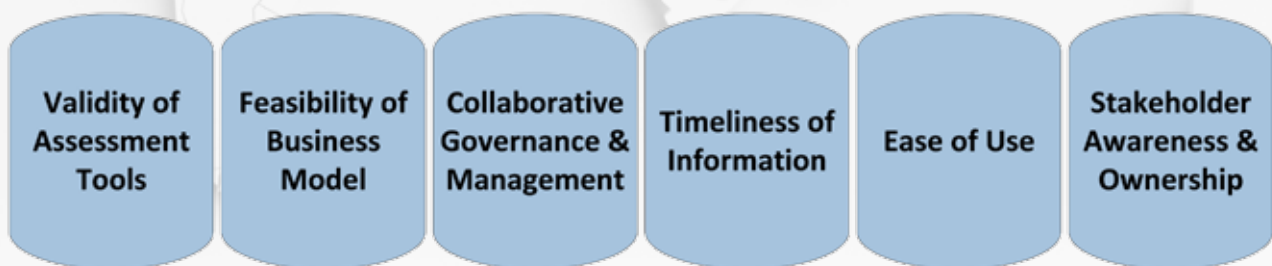 Validity of
Assessment
Tools
Feasibility of
Business
Model
Collaborative
Governance &
Management
Timeliness of
Information
Ease of Use
Stakeholder
Awareness &
Ownership